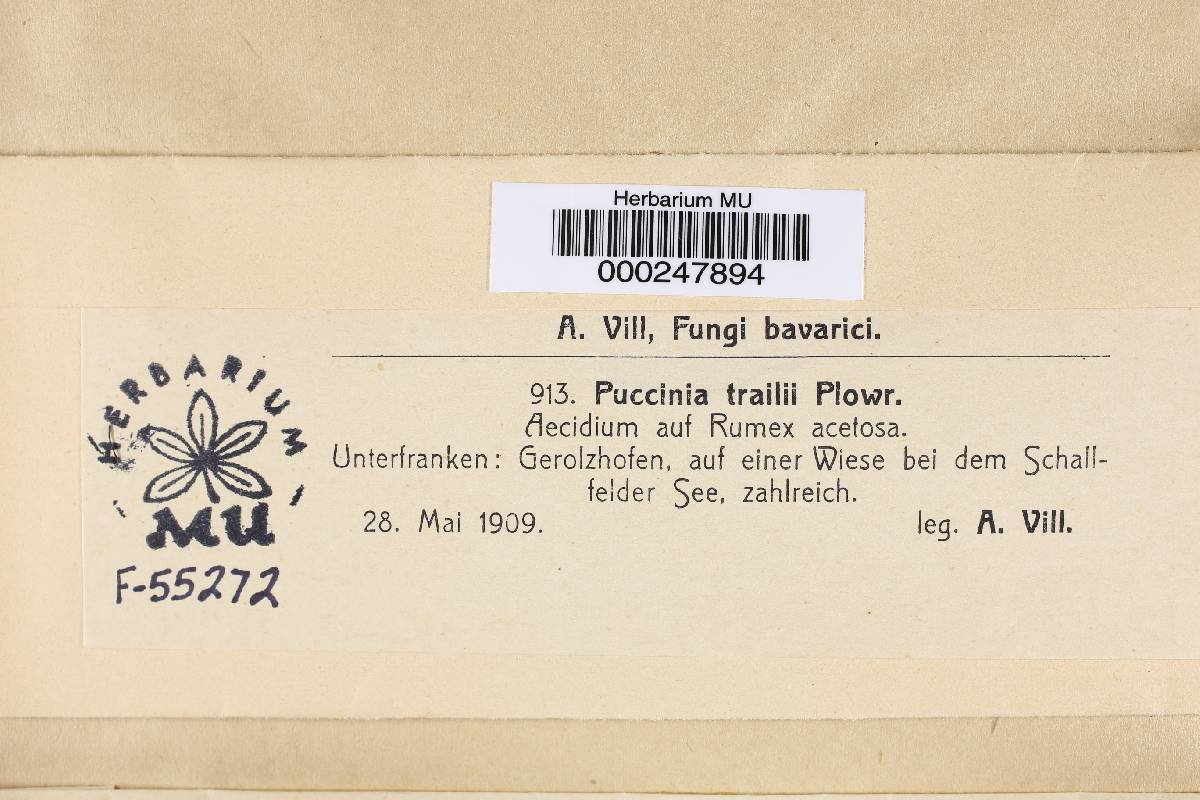 Herbarium MU
000247894
A. Vill, Fungi bavarici.
913. Puccinia trailii Plowr.
Aecidium auf Rumex acetosa.
Unterfranken: Gerolzhofen, auf einer Wiese bei dem Schall-
felder See, zahlreich.
28. Mai 1909. leg. A. Vill.
HERBARIUM
MU
F-55272